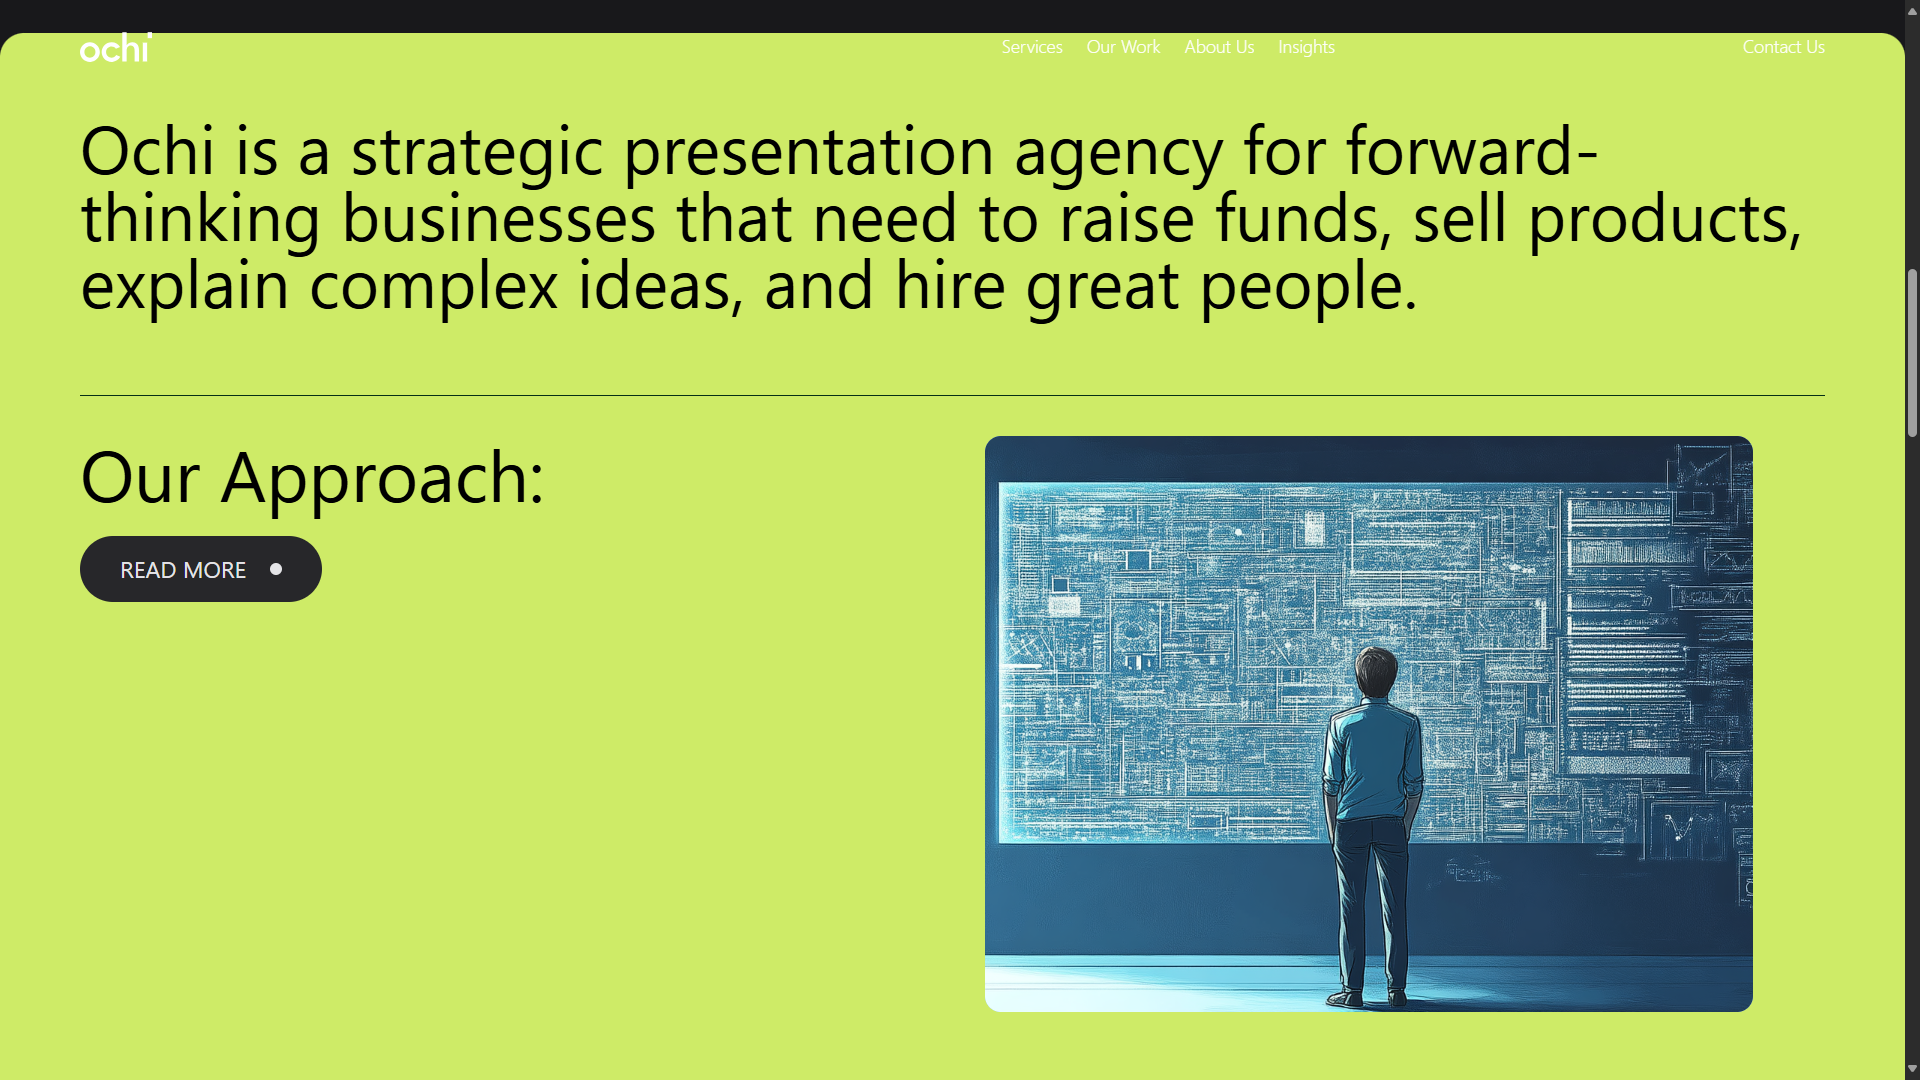 ochi
Services Our Work About Us Insights Contact Us
Ochi is a strategic presentation agency for forward-
thinking businesses that need to raise funds, sell products,
explain complex ideas, and hire great people.
Our Approach:
READ MORE